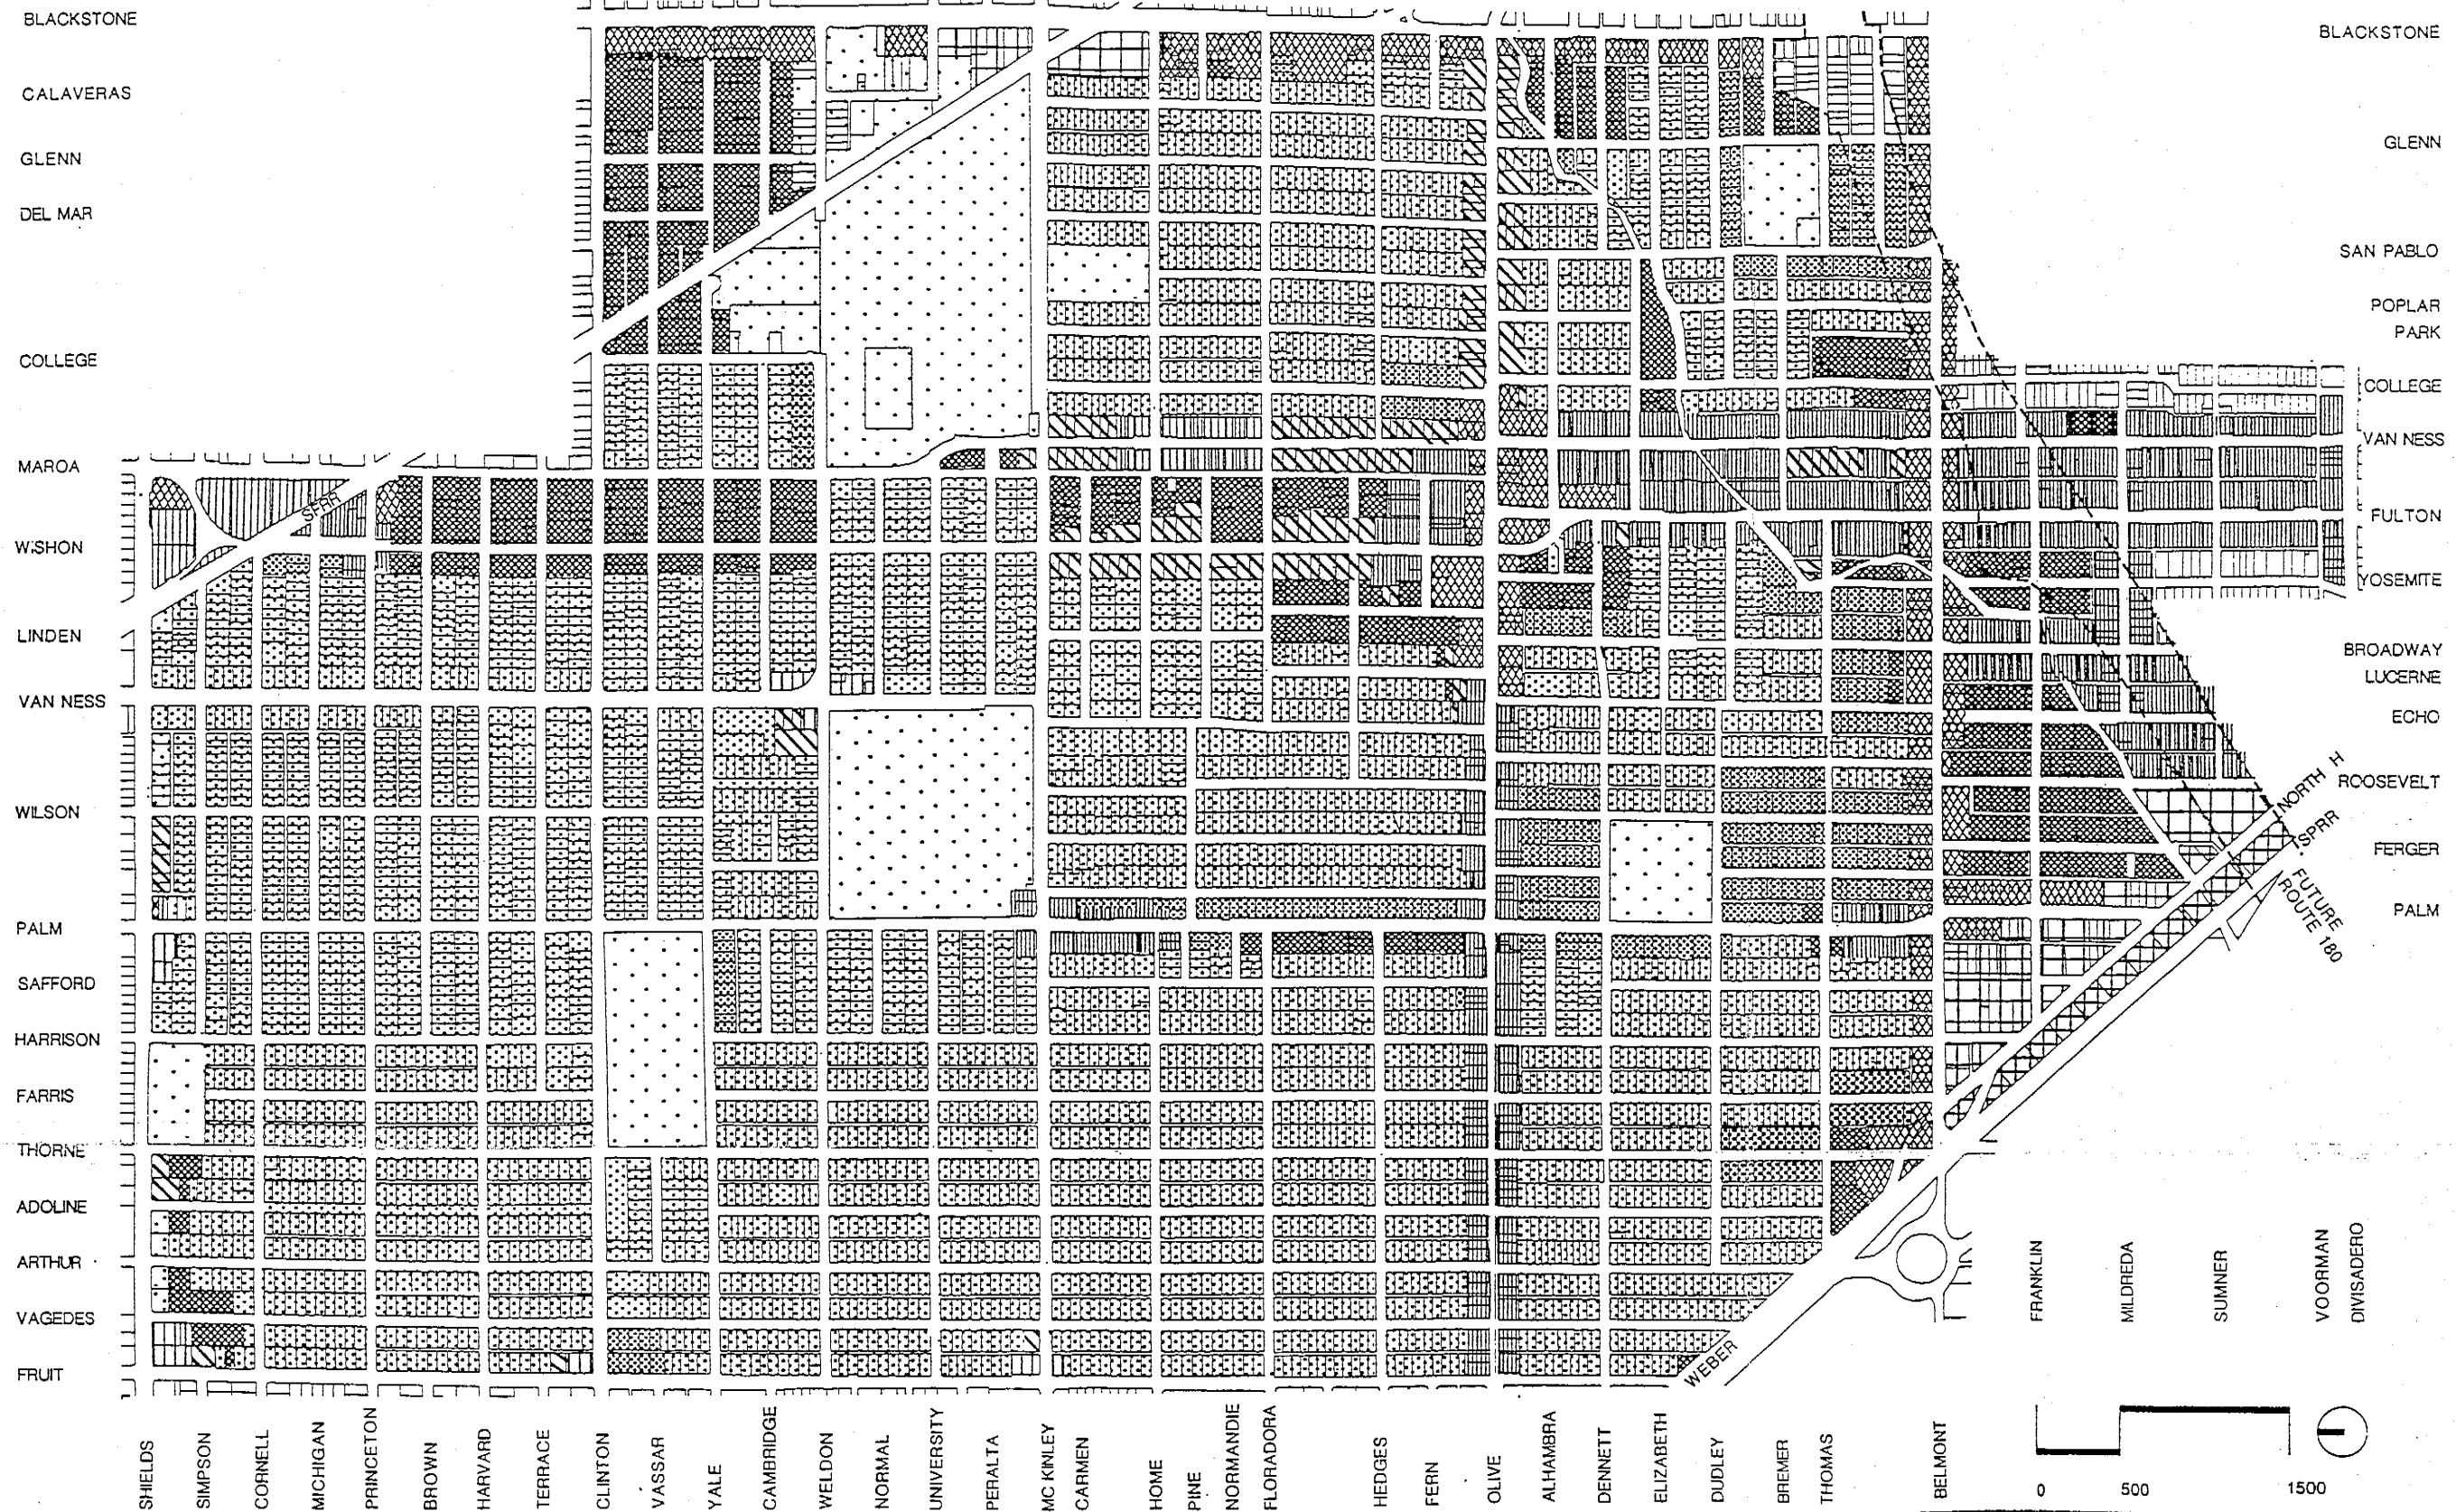 BLACKSTONE
CALAVERAS
GLENN
DEL MAR
COLLEGE
MAROA
WISHON
LINDEN
VAN NESS
WILSON
PALM
SAFFORD
HARRISON
FARRIS
THORNE
ADOLINE
ARTHUR
VAGEDES
FRUIT
SFRR
BLACKSTONE
GLENN
SAN PABLO
POPLAR
PARK
COLLEGE
VAN NESS
FULTON
YOSEMITE
BROADWAY
LUCERNE
ECHO
ROOSEVELT
FERGER
PALM
NORTH H
SPRR
FUTURE
ROUTE 180
WEBER
FRANKLIN
MILDREDA
SUMNER
VOORMAN
DIVISADERO
SHIELDS
SIMPSON
CORNELL
MICHIGAN
PRINCETON
BROWN
HARVARD
TERRACE
CLINTON
VASSAR
YALE
CAMBRIDGE
WELDON
NORMAL
UNIVERSITY
PERALTA
MC KINLEY
CARMEN
HOME
PINE
NORMANDIE
FLORADORA
HEDGES
FERN
OLIVE
ALHAMBRA
DENNETT
ELIZABETH
DUDLEY
BREMER
THOMAS
BELMONT
0 500 1500